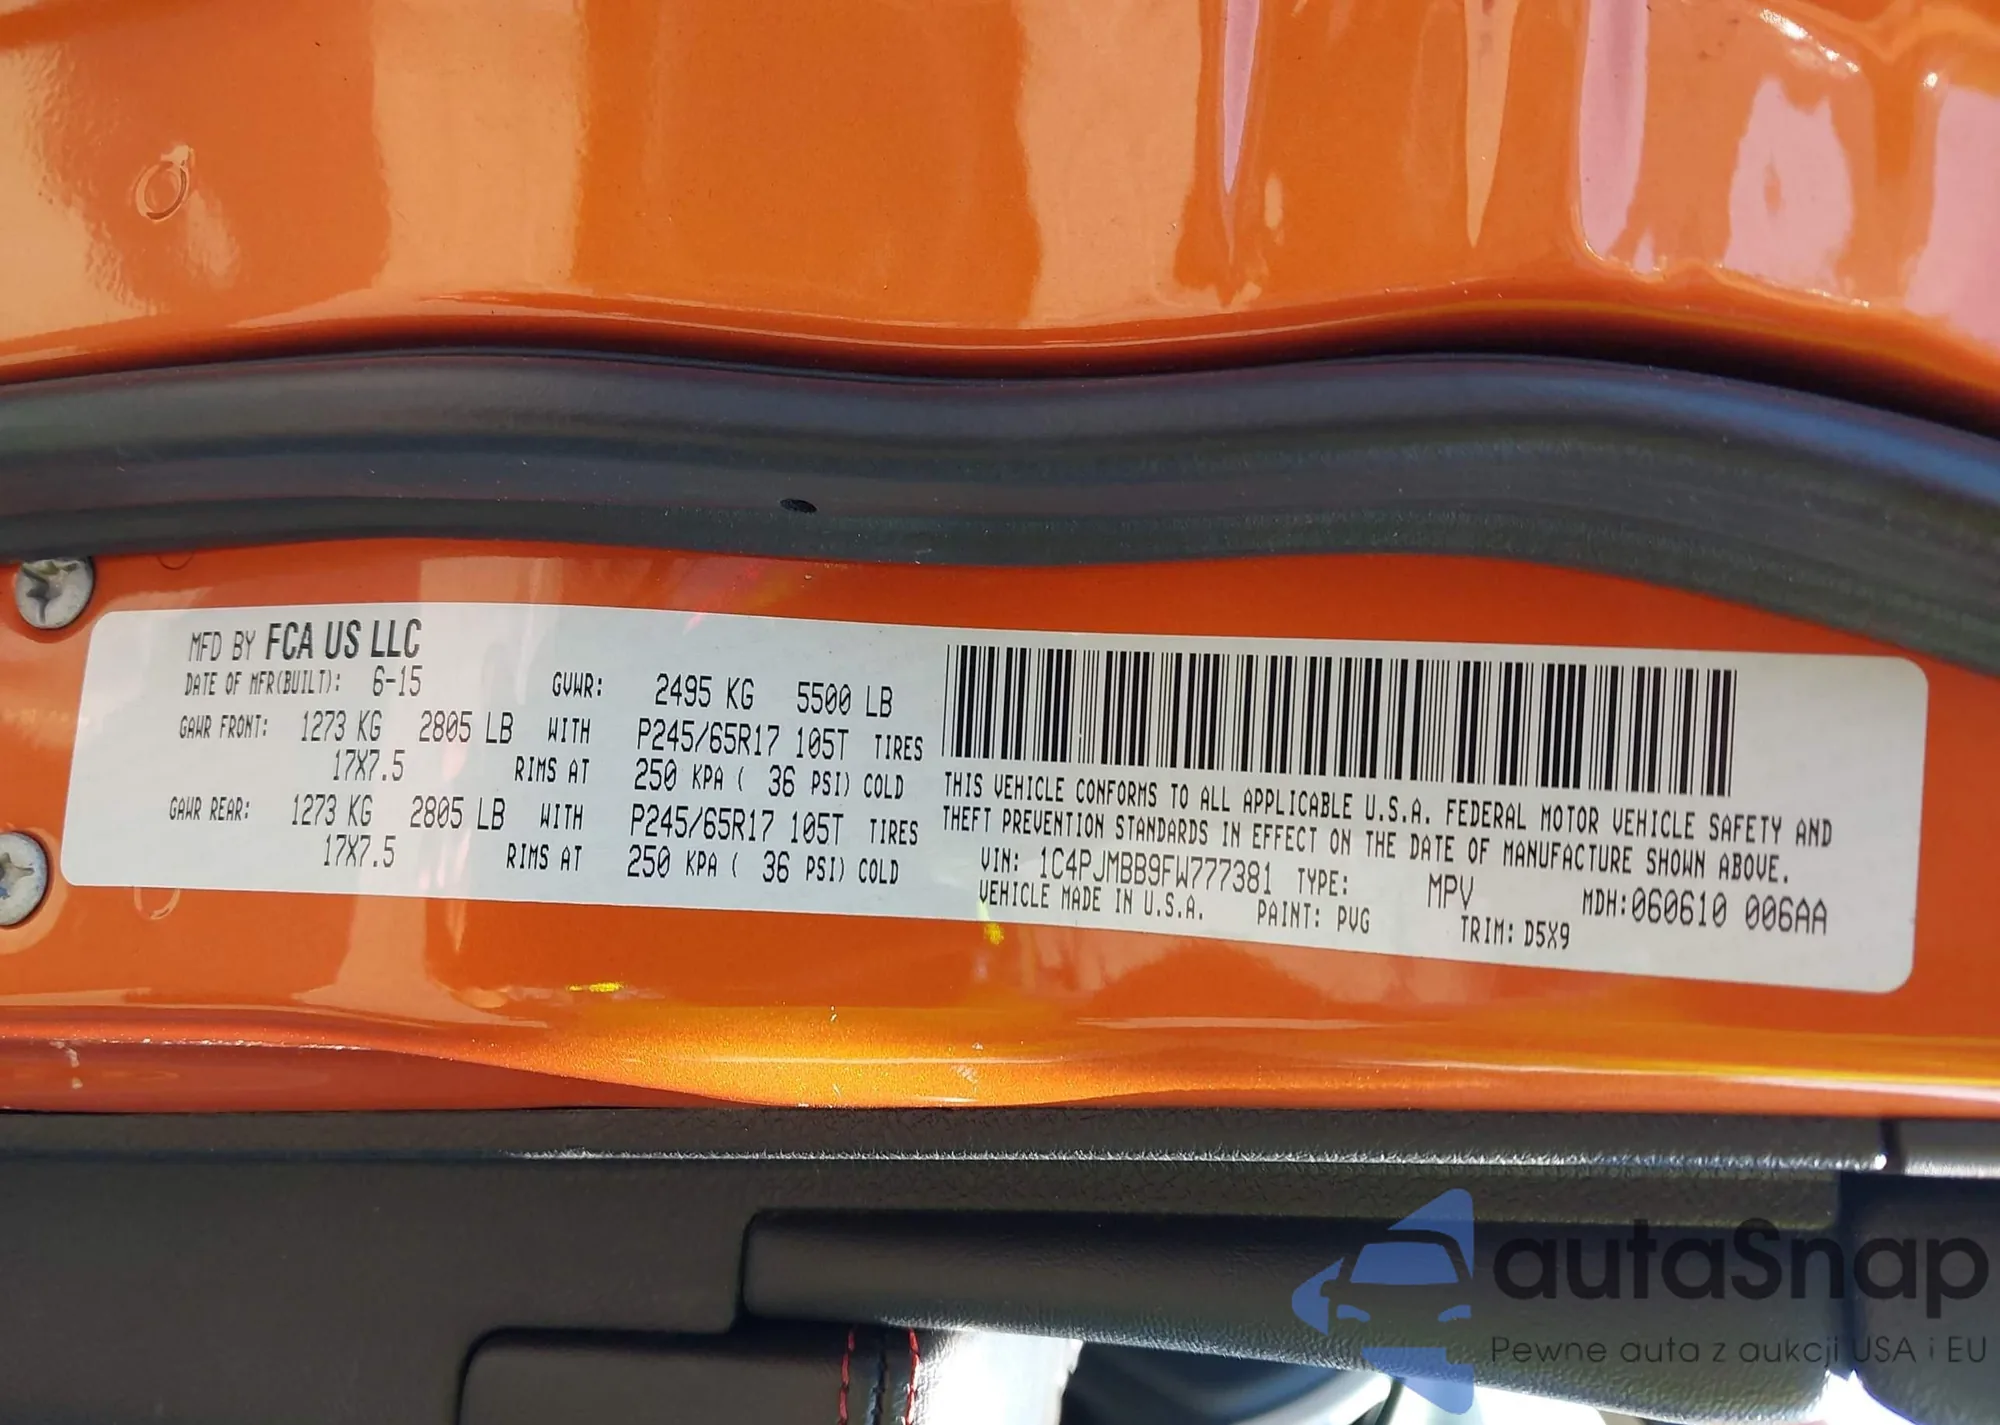 MFD BY FCA US LLC
DATE OF MFR(BUILT): 6-15 GVWR: 2495 KG 5500 LB
GAWR FRONT: 1273 KG 2805 LB WITH P245/65R17 105T TIRES
17X7.5 RIMS AT 250 KPA ( 36 PSI) COLD
GAWR REAR: 1273 KG 2805 LB WITH P245/65R17 105T TIRES
17X7.5 RIMS AT 250 KPA ( 36 PSI) COLD
THIS VEHICLE CONFORMS TO ALL APPLICABLE U.S.A. FEDERAL MOTOR VEHICLE SAFETY AND
THEFT PREVENTION STANDARDS IN EFFECT ON THE DATE OF MANUFACTURE SHOWN ABOVE.
VIN: 1C4PJMBB9FW777381 TYPE: MPV MDH:060610 006AA
VEHICLE MADE IN U.S.A. PAINT: PVG TRIM: D5X9
autaSnap
Pewne auta z aukcji USA i EU